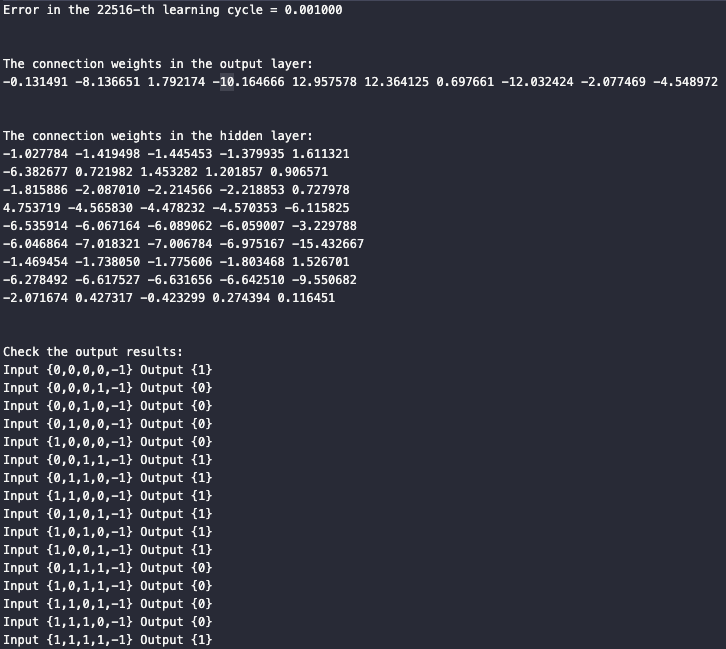 Error in the 22516-th learning cycle = 0.001000
The connection weights in the output layer:
-0.131491 -8.136651 1.792174 -10.164666 12.957578 12.364125 0.697661 -12.032424 -2.077469 -4.548972
The connection weights in the hidden layer:
-1.027784 -1.419498 -1.445453 -1.379935 1.611321
-6.382677 0.721982 1.453282 1.201857 0.906571
-1.815886 -2.087010 -2.214566 -2.218853 0.727978
4.753719 -4.565830 -4.478232 -4.570353 -6.115825
-6.535914 -6.067164 -6.089062 -6.059007 -3.229788
-6.046864 -7.018321 -7.006784 -6.975167 -15.432667
-1.469454 -1.738050 -1.775606 -1.803468 1.526701
-6.278492 -6.617527 -6.631656 -6.642510 -9.550682
-2.071674 0.427317 -0.423299 0.274394 0.116451
Check the output results:
Input {0,0,0,0,-1} Output {1}
Input {0,0,0,1,-1} Output {0}
Input {0,0,1,0,-1} Output {0}
Input {0,1,0,0,-1} Output {0}
Input {1,0,0,0,-1} Output {0}
Input {0,0,1,1,-1} Output {1}
Input {0,1,1,0,-1} Output {1}
Input {1,1,0,0,-1} Output {1}
Input {0,1,0,1,-1} Output {1}
Input {1,0,1,0,-1} Output {1}
Input {1,0,0,1,-1} Output {1}
Input {0,1,1,1,-1} Output {0}
Input {1,0,1,1,-1} Output {0}
Input {1,1,0,1,-1} Output {0}
Input {1,1,1,0,-1} Output {0}
Input {1,1,1,1,-1} Output {1}